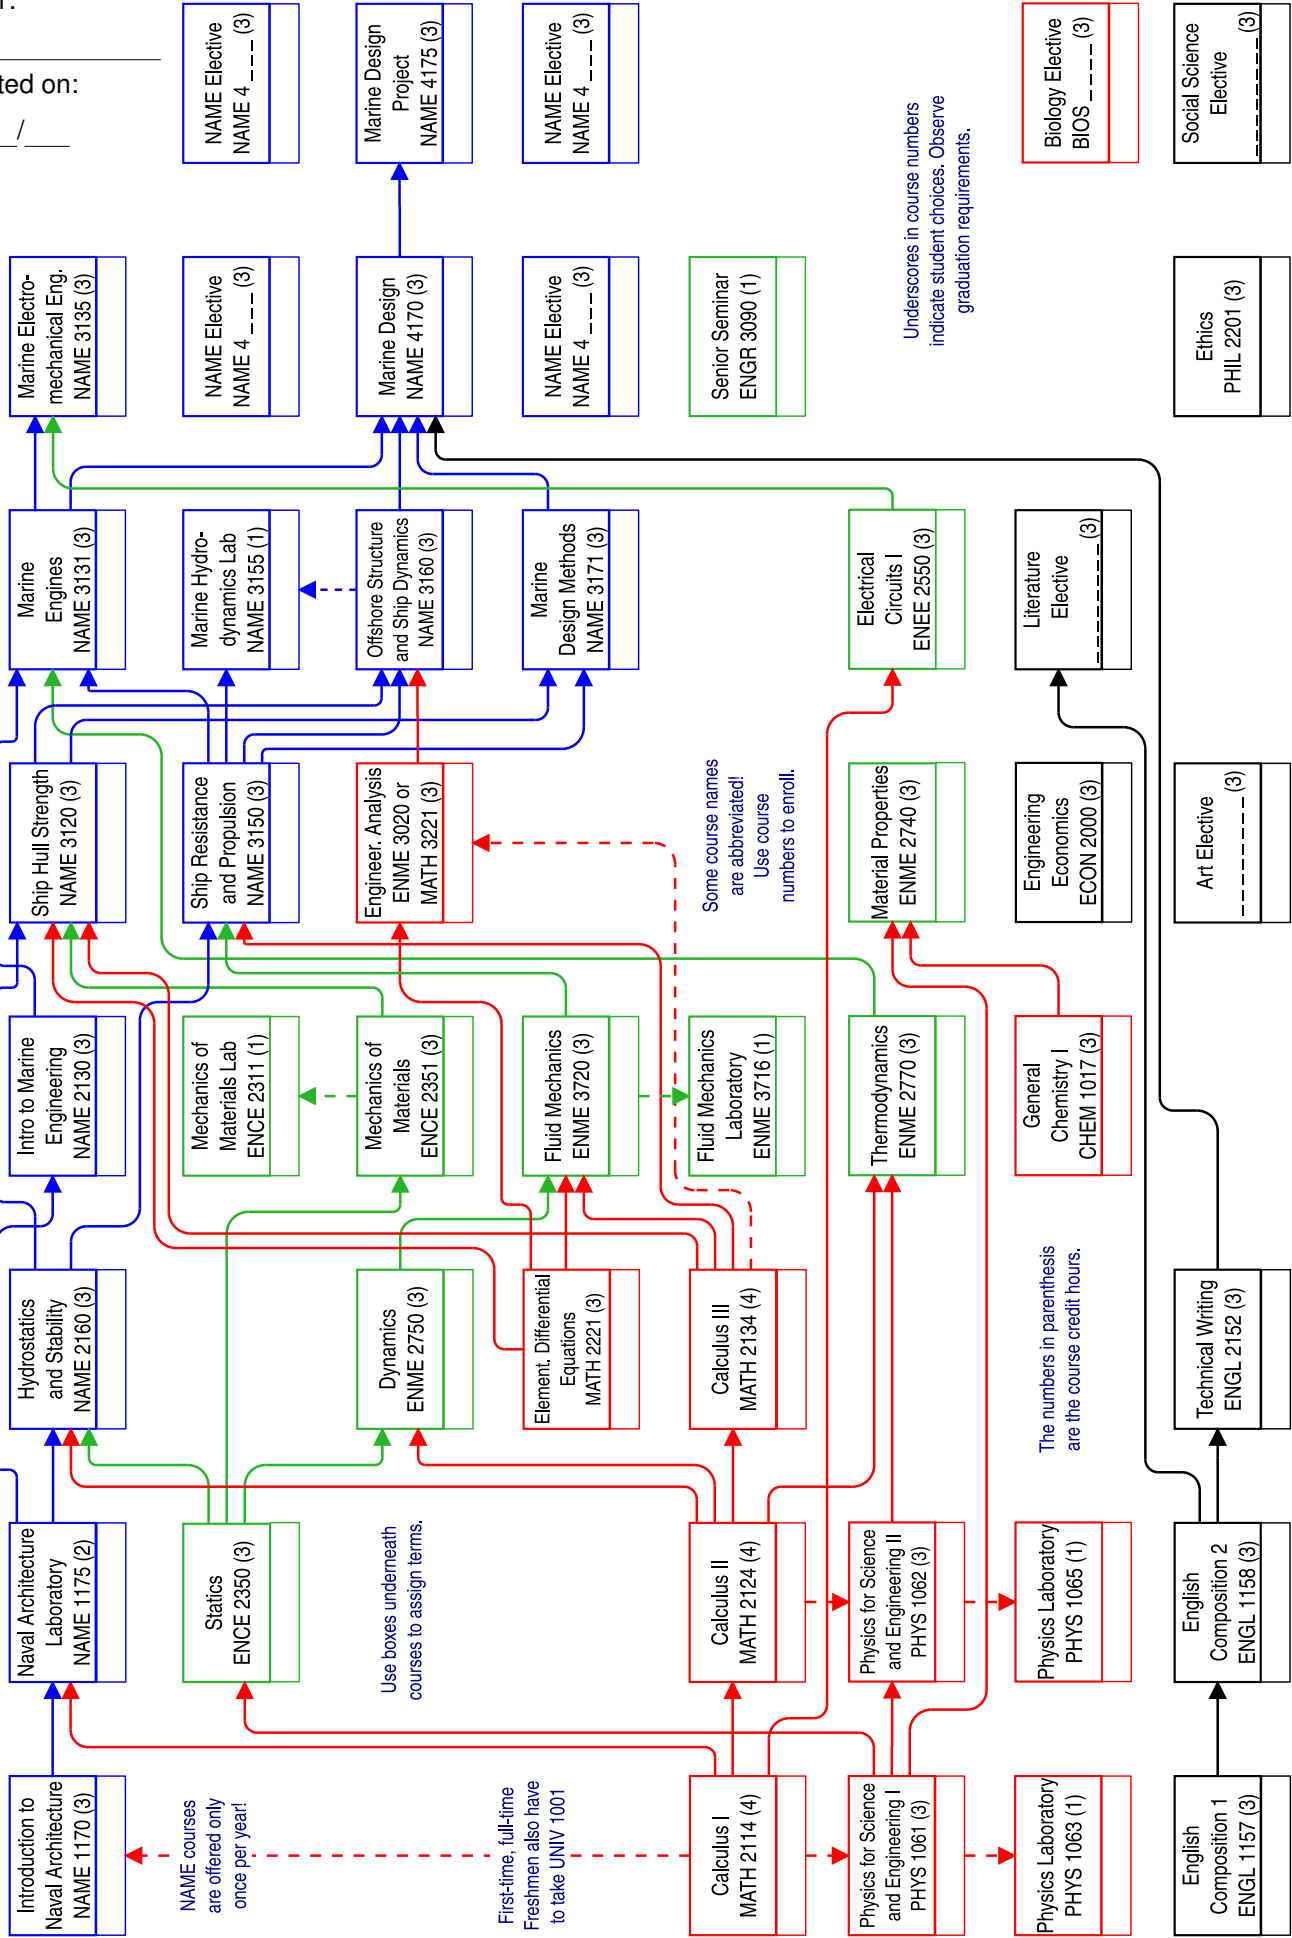 ted on:
__/___
Introduction to
Naval Architecture
NAME 1170 (3)
NAME courses
are offered only
once per year!
First-time, full-time
Freshmen also have
to take UNIV 1001
Calculus I
MATH 2114 (4)
Physics for Science
and Engineering I
PHYS 1061 (3)
Physics Laboratory
PHYS 1063 (1)
English
Composition 1
ENGL 1157 (3)
Naval Architecture
Laboratory
NAME 1175 (2)
Statics
ENCE 2350 (3)
Use boxes underneath
courses to assign terms.
Calculus II
MATH 2124 (4)
Physics for Science
and Engineering II
PHYS 1062 (3)
Physics Laboratory
PHYS 1065 (1)
English
Composition 2
ENGL 1158 (3)
Hydrostatics
and Stability
NAME 2160 (3)
Dynamics
ENME 2750 (3)
Element. Differential
Equations
MATH 2221 (3)
Calculus III
MATH 2134 (4)
The numbers in parenthesis
are the course credit hours.
Technical Writing
ENGL 2152 (3)
Intro to Marine
Engineering
NAME 2130 (3)
Mechanics of
Materials Lab
ENCE 2311 (1)
Mechanics of
Materials
ENCE 2351 (3)
Fluid Mechanics
ENME 3720 (3)
Fluid Mechanics
Laboratory
ENME 3716 (1)
Thermodynamics
ENME 2770 (3)
General
Chemistry I
CHEM 1017 (3)
Ship Hull Strength
NAME 3120 (3)
Ship Resistance
and Propulsion
NAME 3150 (3)
Engineer. Analysis
ENME 3020 or
MATH 3221 (3)
Some course names
are abbreviated!
Use course
numbers to enroll.
Material Properties
ENME 2740 (3)
Engineering
Economics
ECON 2000 (3)
Art Elective
_________ (3)
Marine
Engines
NAME 3131 (3)
Marine Hydro-
dynamics Lab
NAME 3155 (1)
Offshore Structure
and Ship Dynamics
NAME 3160 (3)
Marine
Design Methods
NAME 3171 (3)
Electrical
Circuits I
ENEE 2550 (3)
Literature
Elective
_________ (3)
Marine Electro-
mechanical Eng.
NAME 3135 (3)
NAME Elective
NAME 4 _ _ _ (3)
Marine Design
NAME 4170 (3)
NAME Elective
NAME 4 _ _ _ (3)
Senior Seminar
ENGR 3090 (1)
Underscores in course numbers
indicate student choices. Observe
graduation requirements.
Ethics
PHIL 2201 (3)
NAME Elective
NAME 4 _ _ _ (3)
Marine Design
Project
NAME 4175 (3)
NAME Elective
NAME 4 _ _ _ (3)
Biology Elective
BIOS _ _ _ _ (3)
Social Science
Elective
_________ (3)